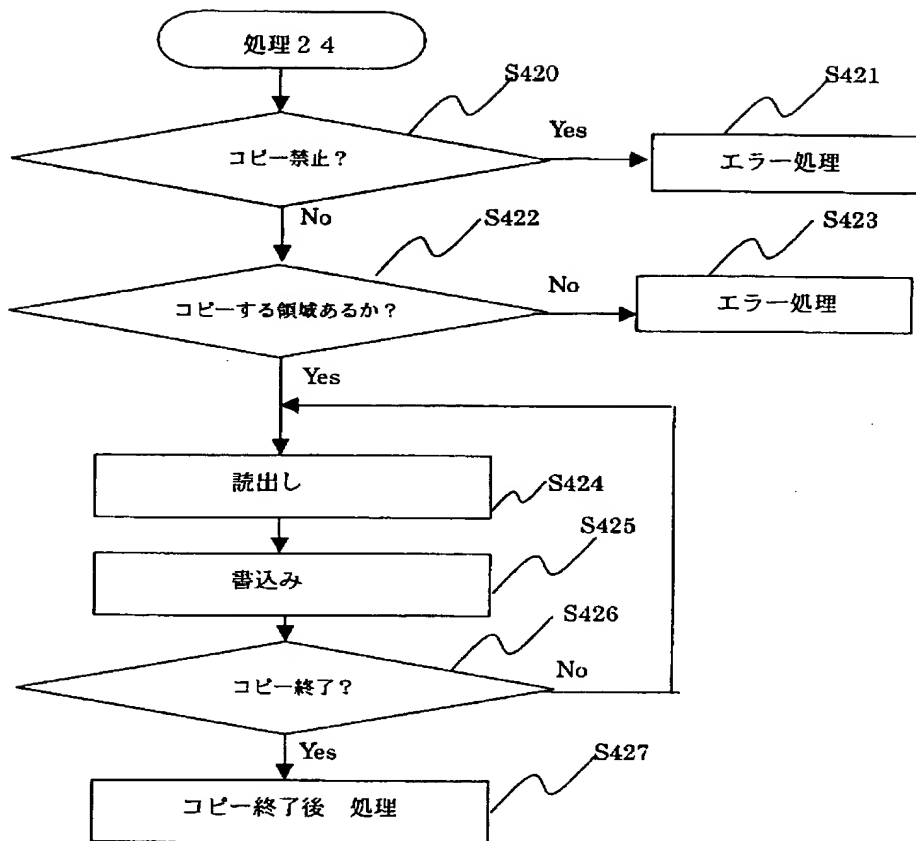 処理２４
S420
S421
コピー禁止？
Yes
エラー処理
No
S422
S423
コピーする領域あるか？
No
エラー処理
Yes
読出し
S424
S425
書込み
S426
コピー終了？
No
Yes
S427
コピー終了後　処理